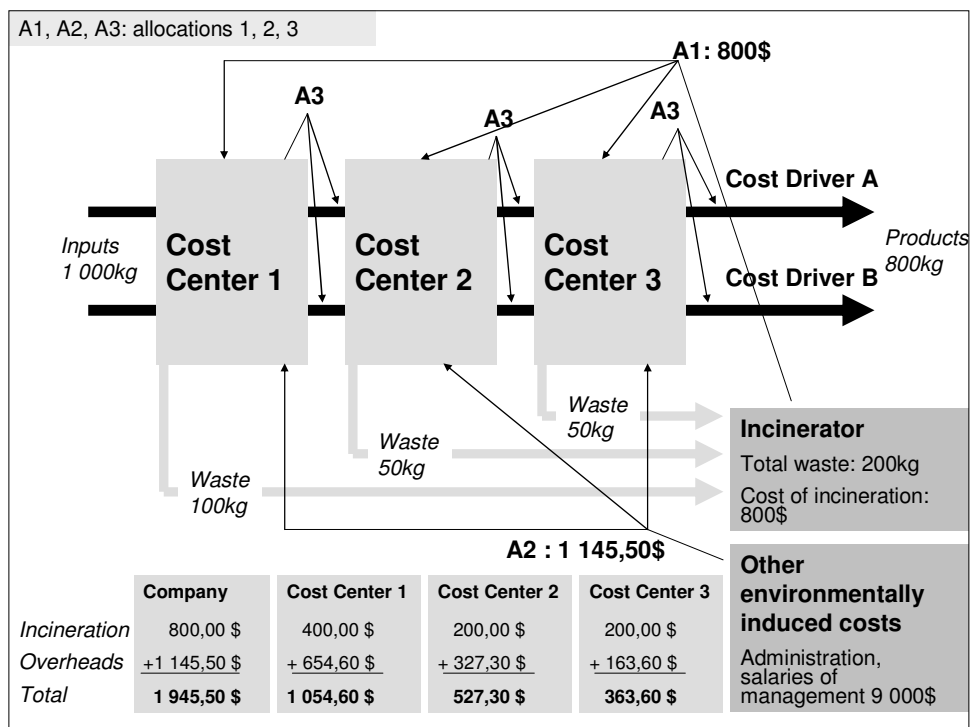 A1, A2, A3: allocations 1, 2, 3
A1: 800$
A3
A3
A3
Cost Driver A
Inputs
1 000kg
Cost
Center 1
Cost
Center 2
Cost
Center 3
Products
800kg
Cost Driver B
Waste
50kg
Waste
50kg
Waste
100kg
Incinerator
Total waste: 200kg
Cost of incineration:
800$
A2 : 1 145,50$
Other
environmentally
induced costs
Administration,
salaries of
management 9 000$
Company Cost Center 1 Cost Center 2 Cost Center 3
Incineration 800,00 $ 400,00 $ 200,00 $ 200,00 $
Overheads +1 145,50 $ + 654,60 $ + 327,30 $ + 163,60 $
Total 1 945,50 $ 1 054,60 $ 527,30 $ 363,60 $